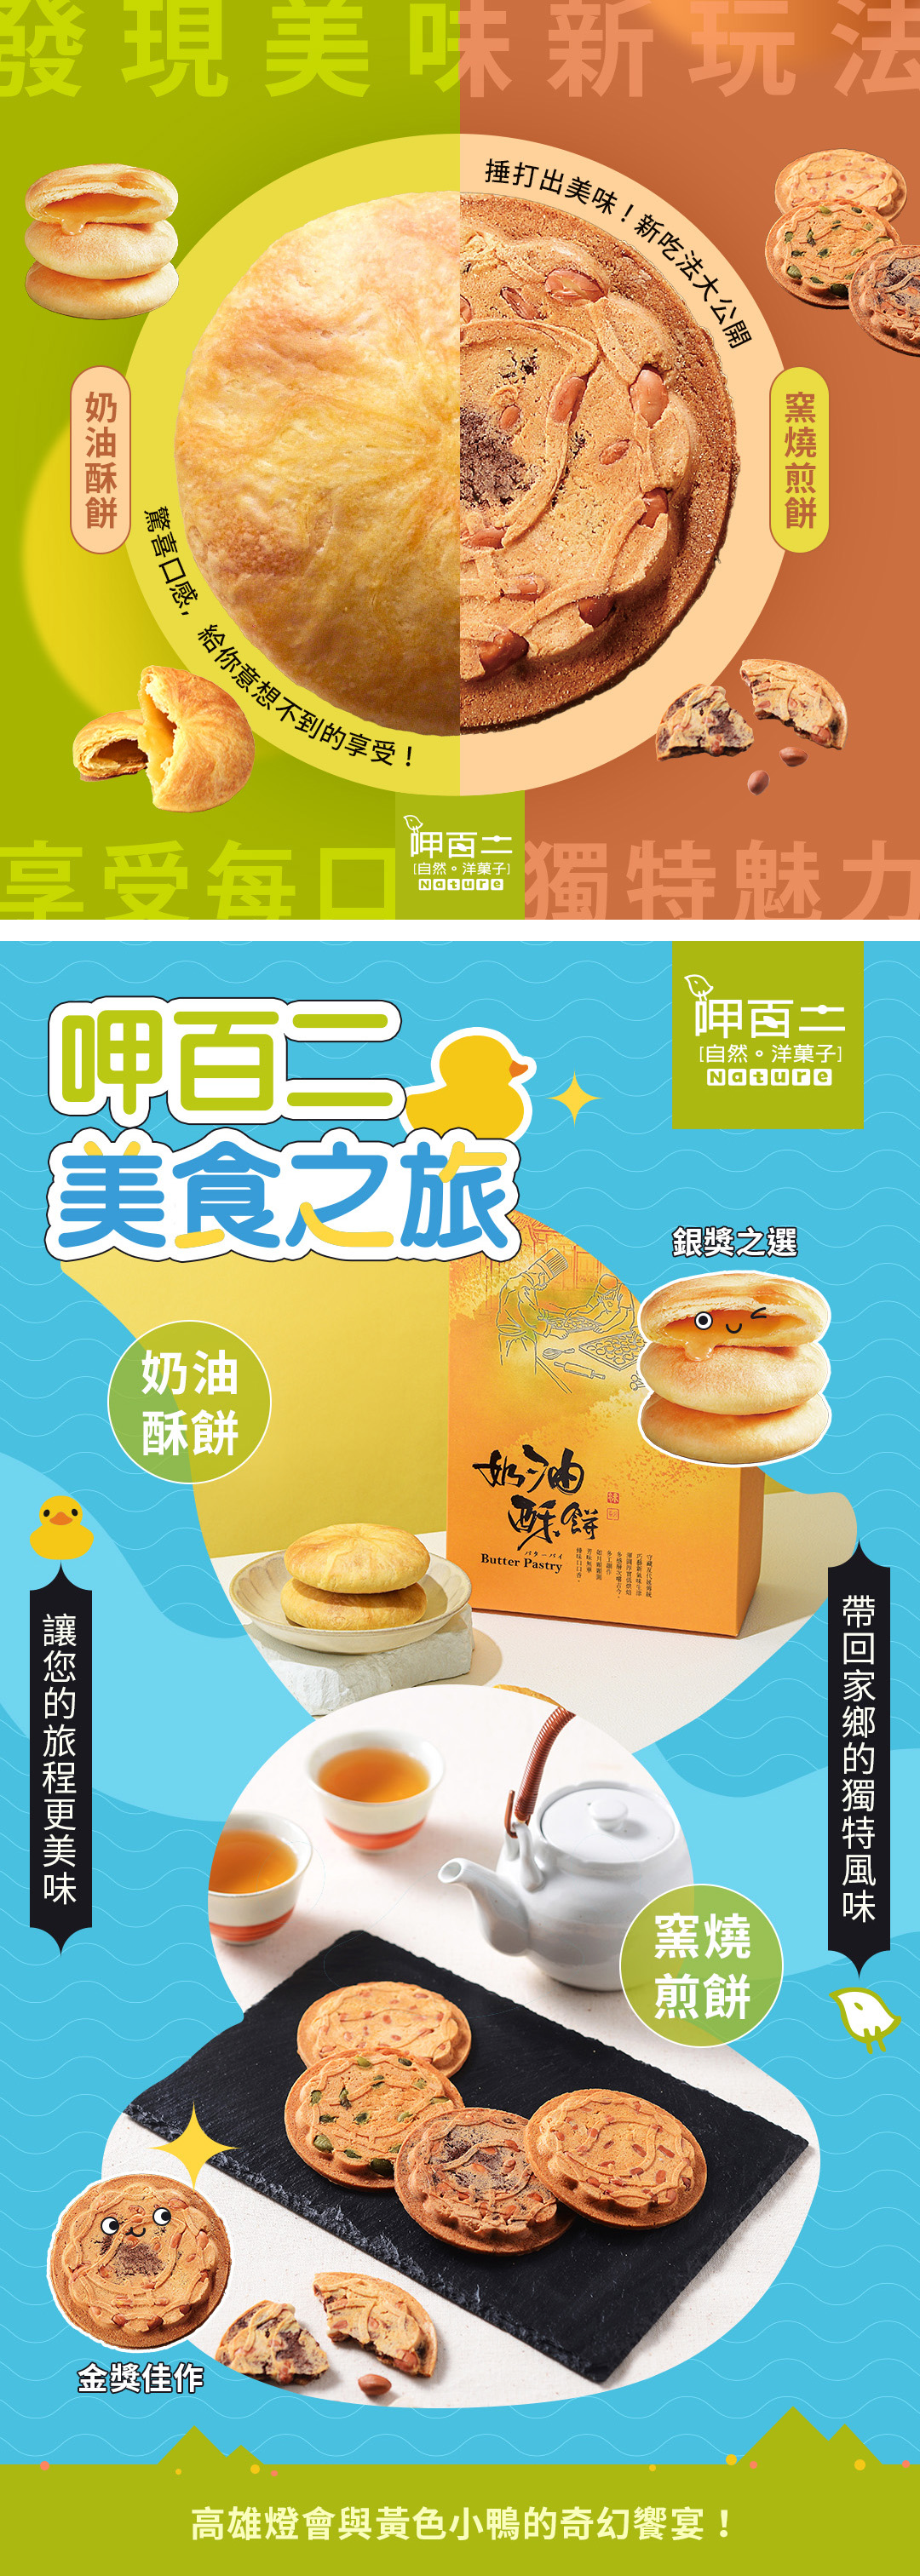 發現美味新玩法
捶打出美味！新吃法大公開
奶油酥餅
窯燒煎餅
驚喜口感，給你意想不到的享受！
享受每口獨特魅力
呷百二
[自然。洋菓子]
Nature
呷百二
美食之旅
呷百二
[自然。洋菓子]
Nature
銀獎之選
奶油
酥餅
奶油
酥餅
バターパイ
Butter Pastry
讓您的旅程更美味
帶回家鄉的獨特風味
窯燒
煎餅
金獎佳作
高雄燈會與黃色小鴨的奇幻饗宴！